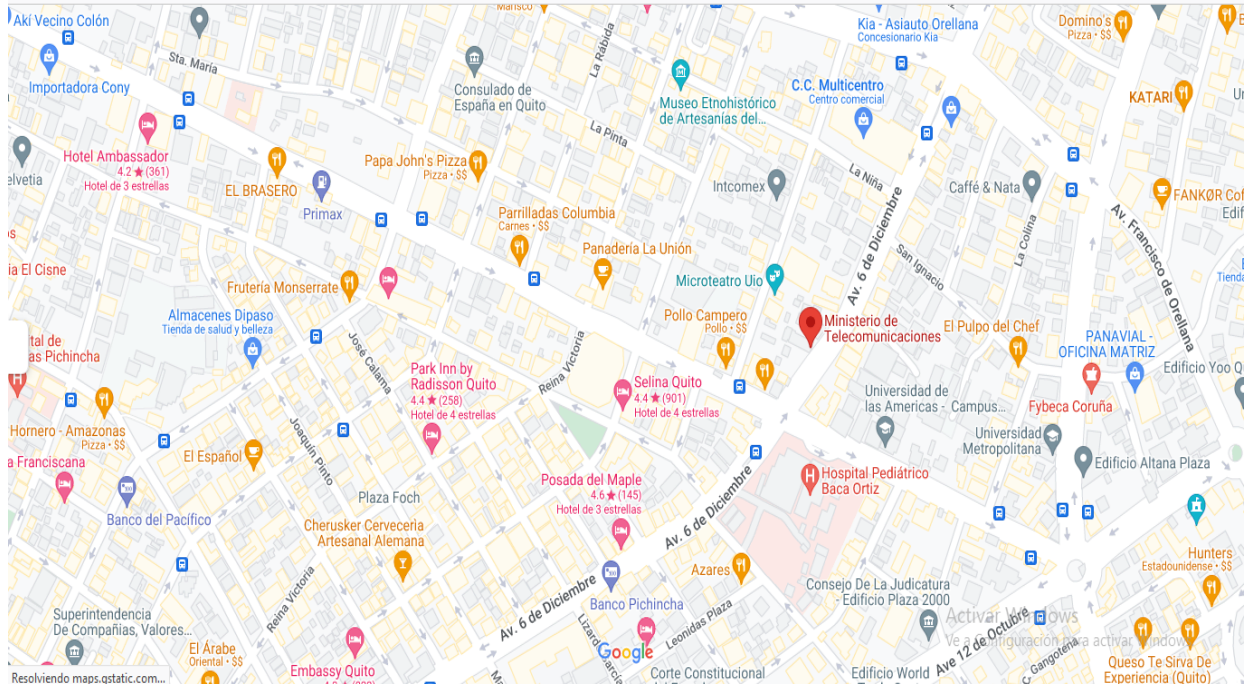 Marisco
Akí Vecino Colón
Sta. María
Importadora Cony
Consulado de
España en Quito
La Rábida
Kia - Asiauto Orellana
Concesionario Kia
Domino's
Pizza · $$
Museo Etnohistórico
de Artesanías del...
C.C. Multicentro
Centro comercial
KATARI
La Pinta
Hotel Ambassador
4.2 ★ (361)
Hotel de 3 estrellas
elvetia
EL BRASERO
Papa John's Pizza
Pizza · $$
Primax
Intcomex
La Niña
Caffé & Nata
FANKØR Cof
Parrilladas Columbia
Carnes · $$
Panadería La Unión
Av. 6 de Diciembre
San Ignacio
La Colina
Av. Francisco de Orellana
os
ia El Cisne
Frutería Monserrate
Microteatro Uio
Tienda
Almacenes Dipaso
Tienda de salud y belleza
Pollo Campero
Pollo · $$
Ministerio de
Telecomunicaciones
El Pulpo del Chef
PANAVIAL -
OFICINA MATRIZ
tal de
as Pichincha
José Calama
Reina Victoria
Park Inn by
Radisson Quito
4.4 ★ (258)
Hotel de 4 estrellas
Selina Quito
4.4 ★ (901)
Hotel de 4 estrellas
Edificio Yoo Q
Universidad de
las Americas - Campus...
Fybeca Coruña
Hornero - Amazonas
Pizza · $$
Joaquín Pinto
Universidad
Metropolitana
El Español
a Franciscana
Edificio Altana Plaza
Posada del Maple
4.6 ★ (145)
Hotel de 3 estrellas
Hospital Pediátrico
Baca Ortiz
Plaza Foch
Banco del Pacífico
Av. 6 de Diciembre
Cherusker Cerveceria
Artesanal Alemana
Hunters
Estadounidense · $$
Azares
Reina Victoria
Banco Pichincha
Consejo De La Judicatura
- Edificio Plaza 2000
Superintendencia
De Compañias, Valores...
Av. 6 de Diciembre
Leonidas Plaza
Activar Windows
Ve a Configuración para activar Windows.
Ave 12 de Octubre
Gangotena
El Árabe
Oriental · $$
Google
Embassy Quito
Corte Constitucional
Edificio World
Queso Te Sirva De
Experiencia (Quito)
Resolviendo maps.gstatic.com...